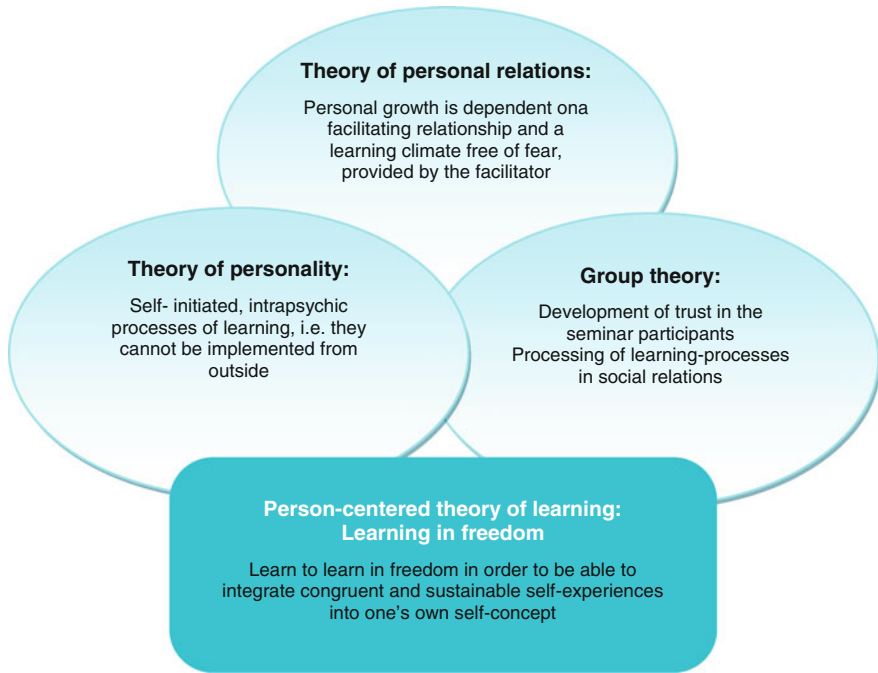 Theory of personal relations:
Personal growth is dependent ona
facilitating relationship and a
learning climate free of fear,
provided by the facilitator
Theory of personality:
Self- initiated, intrapsychic
processes of learning, i.e. they
cannot be implemented from
outside
Group theory:
Development of trust in the
seminar participants
Processing of learning-processes
in social relations
Person-centered theory of learning:
Learning in freedom
Learn to learn in freedom in order to be able to
integrate congruent and sustainable self-experiences
into one's own self-concept